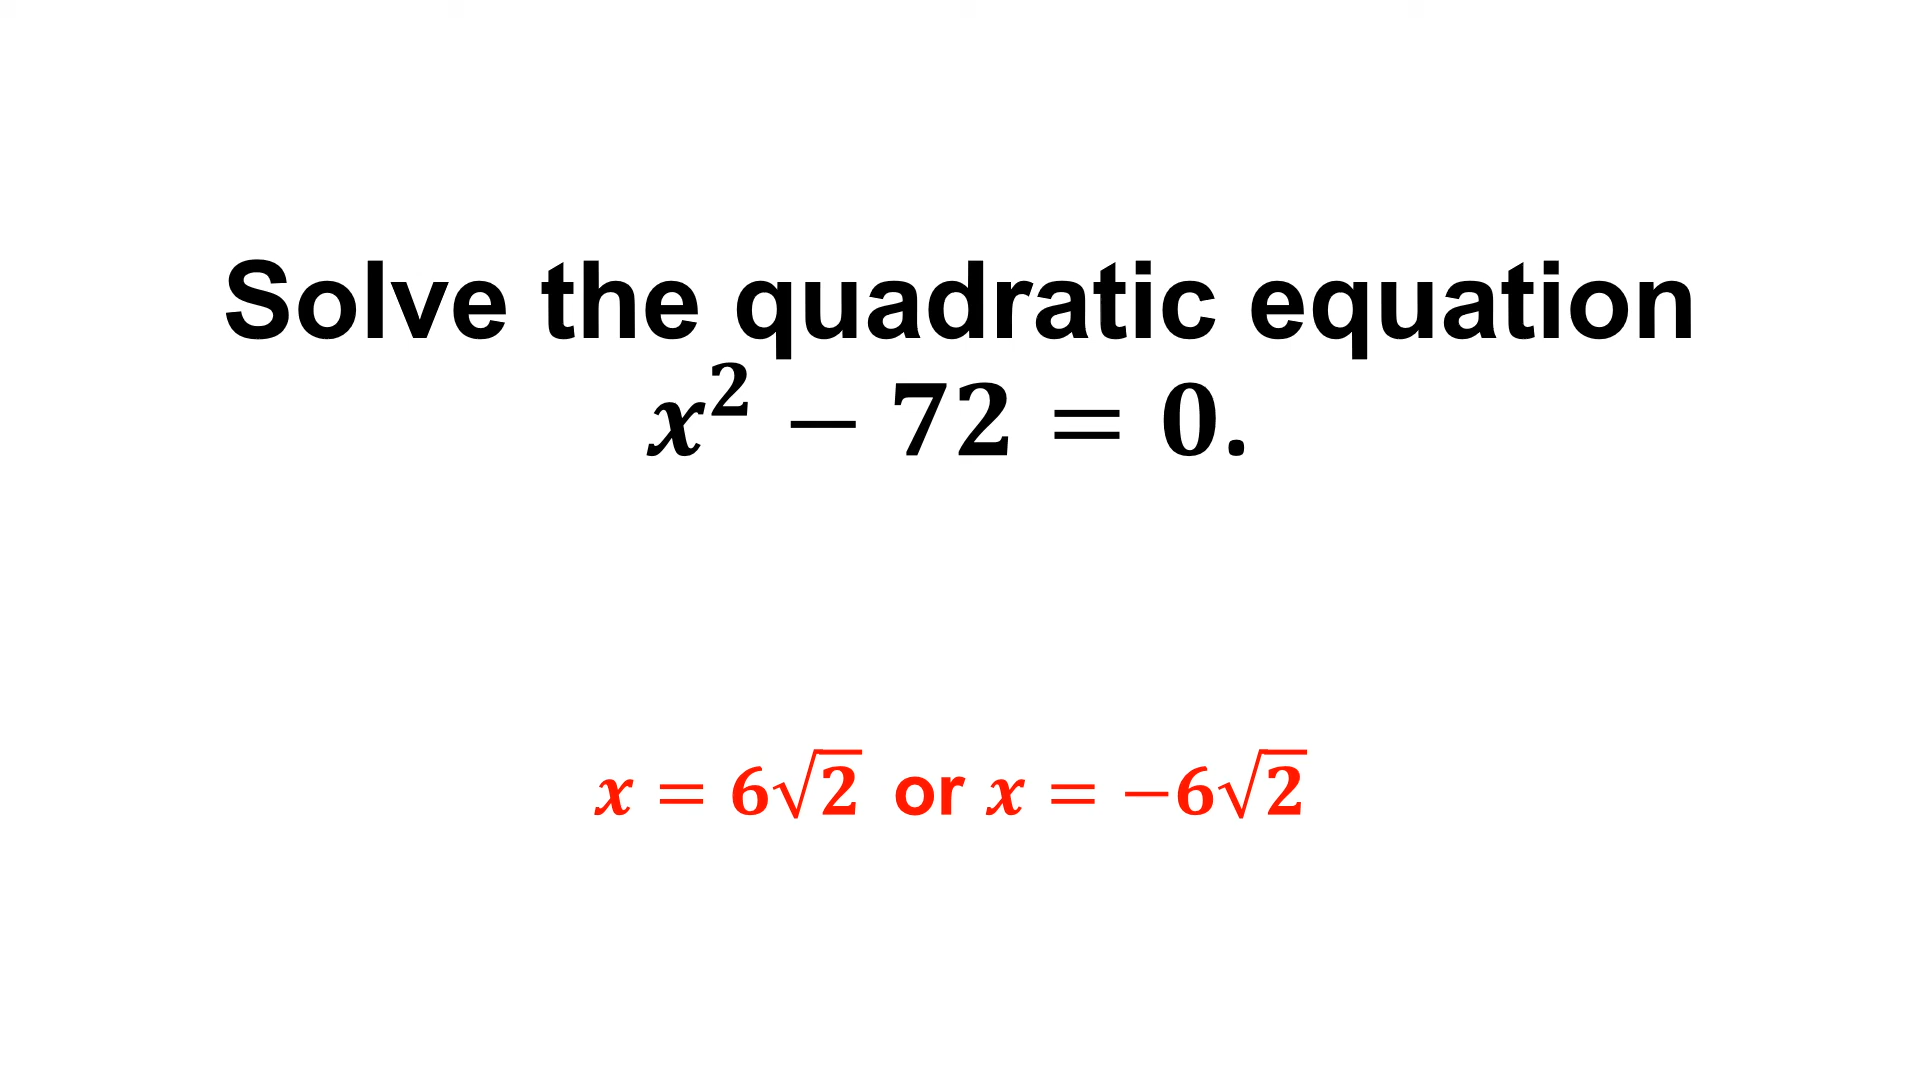 Solve the quadratic equation
x² − 72 = 0.
x = 6√2 or x = −6√2